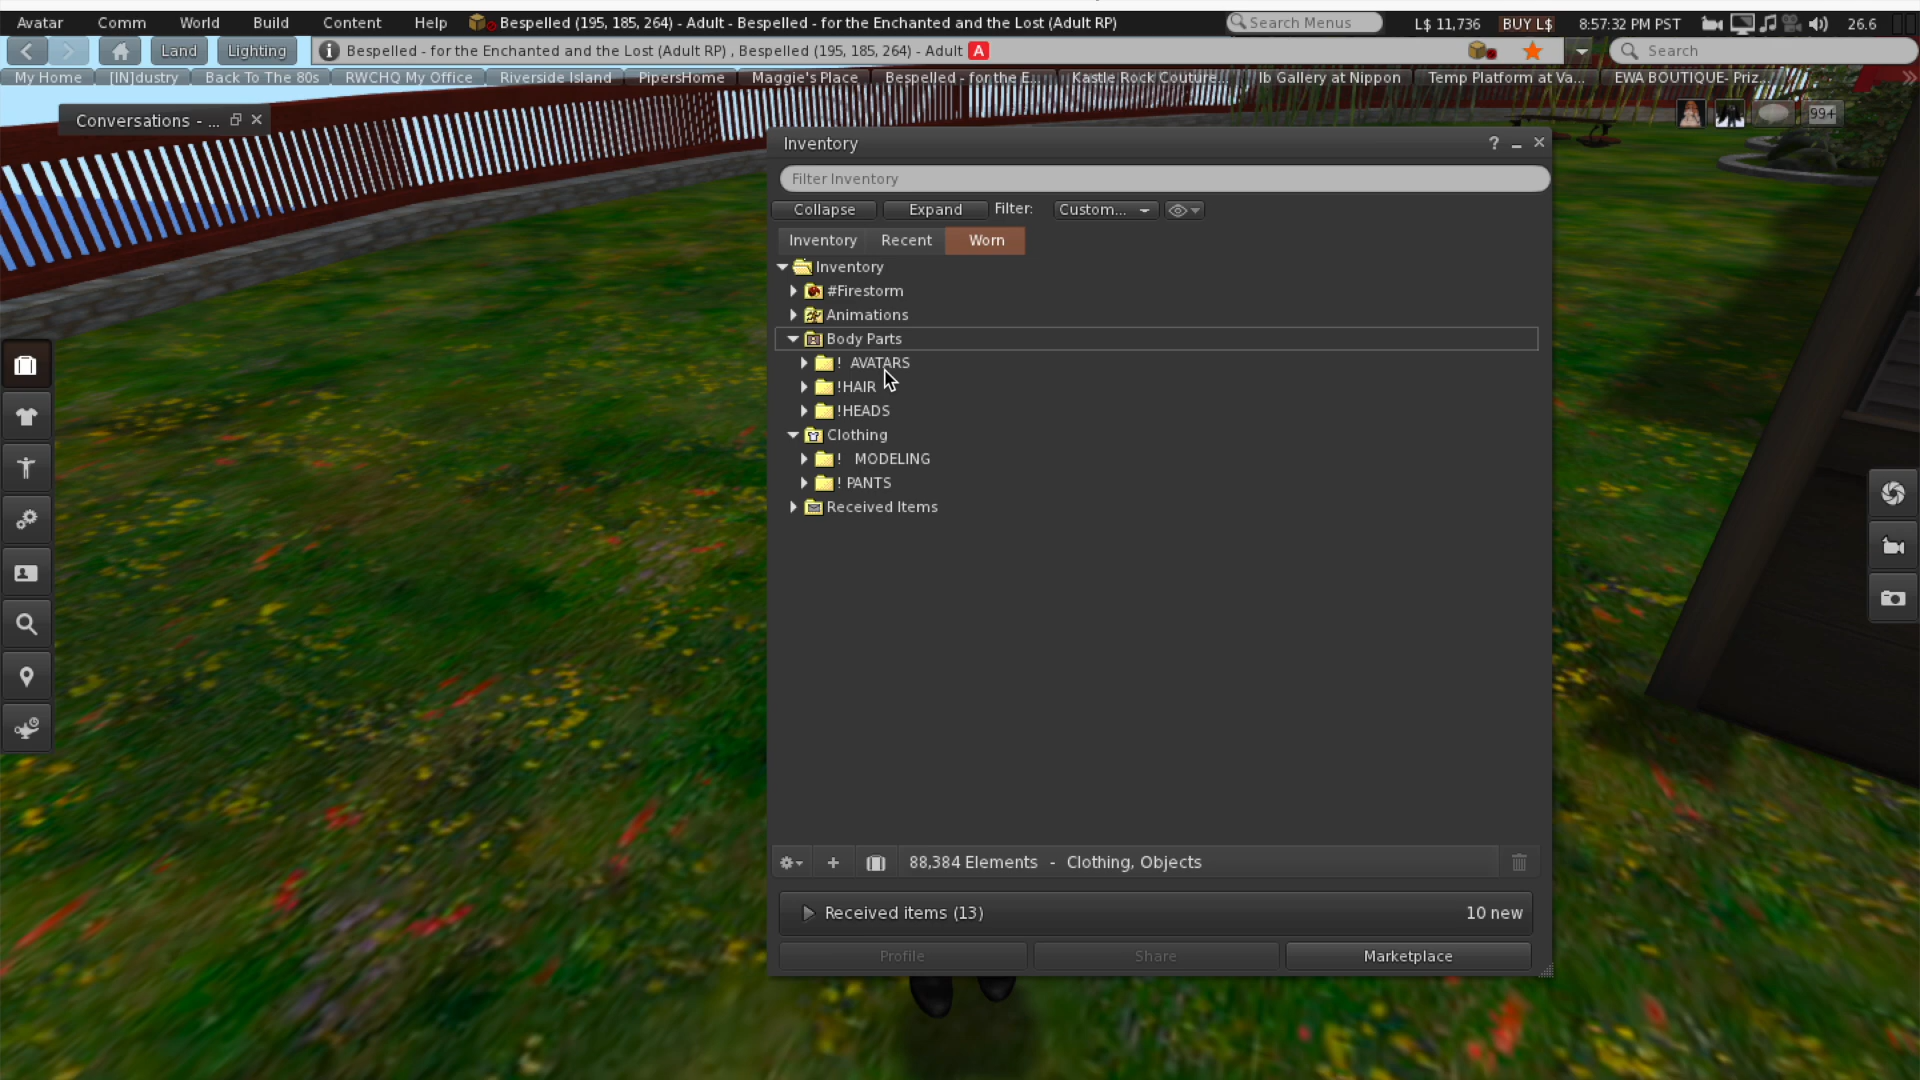 Avatar Comm World Build Content Help Bespelled (195, 185, 264) - Adult - Bespelled - for the Enchanted and the Lost (Adult RP) Search Menus L$ 11,736 BUY L$ 8:57:32 PM PST 26.6
Land Lighting Bespelled - for the Enchanted and the Lost (Adult RP) , Bespelled (195, 185, 264) - Adult A Search
My Home [IN]dustry Back To The 80s RWCHQ My Office Riverside Island PipersHome Maggie's Place Bespelled - for the E... Kastle Rock Couture... lb Gallery at Nippon Temp Platform at Va... EWA BOUTIQUE- Priz...
Conversations - ... 99+
Inventory ?
Filter Inventory
Collapse Expand Filter: Custom...
Inventory Recent Worn
Inventory
#Firestorm
Animations
Body Parts
! AVATARS
!HAIR
!HEADS
Clothing
! MODELING
! PANTS
Received Items
88,384 Elements - Clothing, Objects
Received items (13) 10 new
Profile Share Marketplace